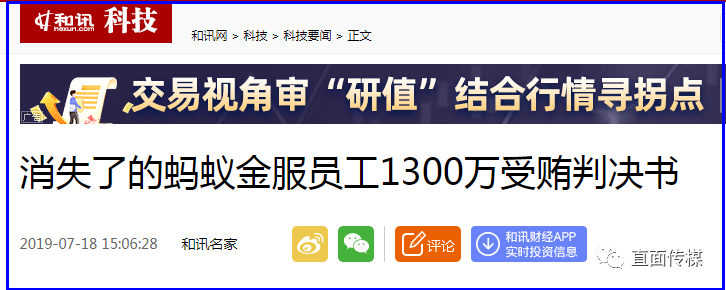 和讯 科技
hexun.com
和讯网 > 科技 > 科技要闻 > 正文
交易视角审“研值”结合行情寻拐点
广告
消失了的蚂蚁金服员工1300万受贿判决书
2019-07-18 15:06:28 和讯名家
评论
和讯财经APP
实时投资信息
直面传媒